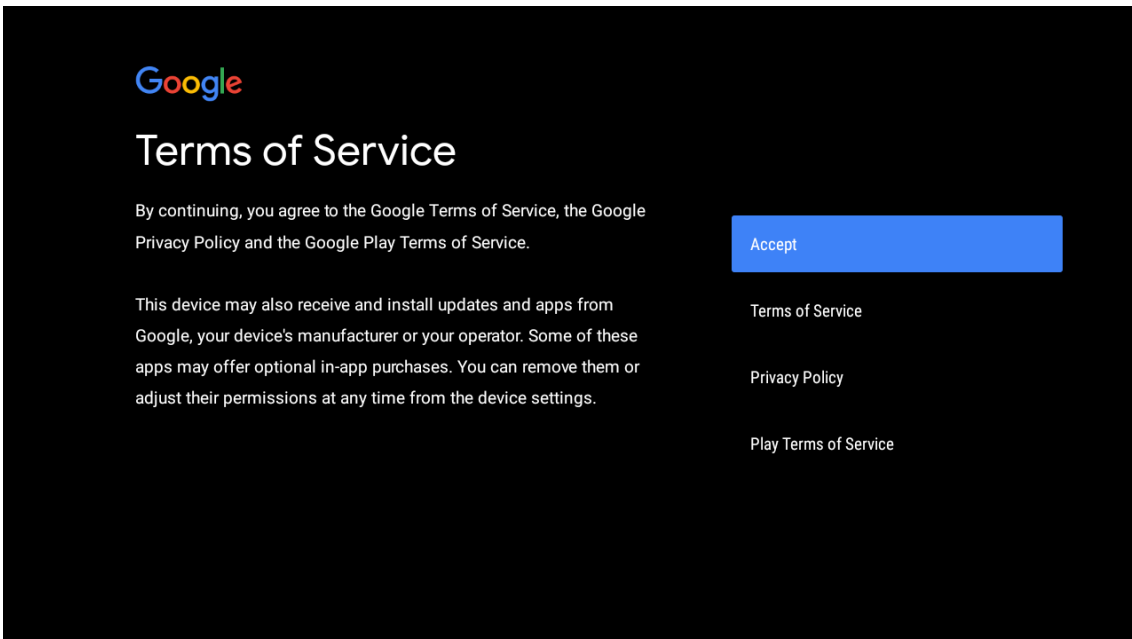 Google
Terms of Service
By continuing, you agree to the Google Terms of Service, the Google
Privacy Policy and the Google Play Terms of Service.
This device may also receive and install updates and apps from
Google, your device's manufacturer or your operator. Some of these
apps may offer optional in-app purchases. You can remove them or
adjust their permissions at any time from the device settings.
Accept
Terms of Service
Privacy Policy
Play Terms of Service